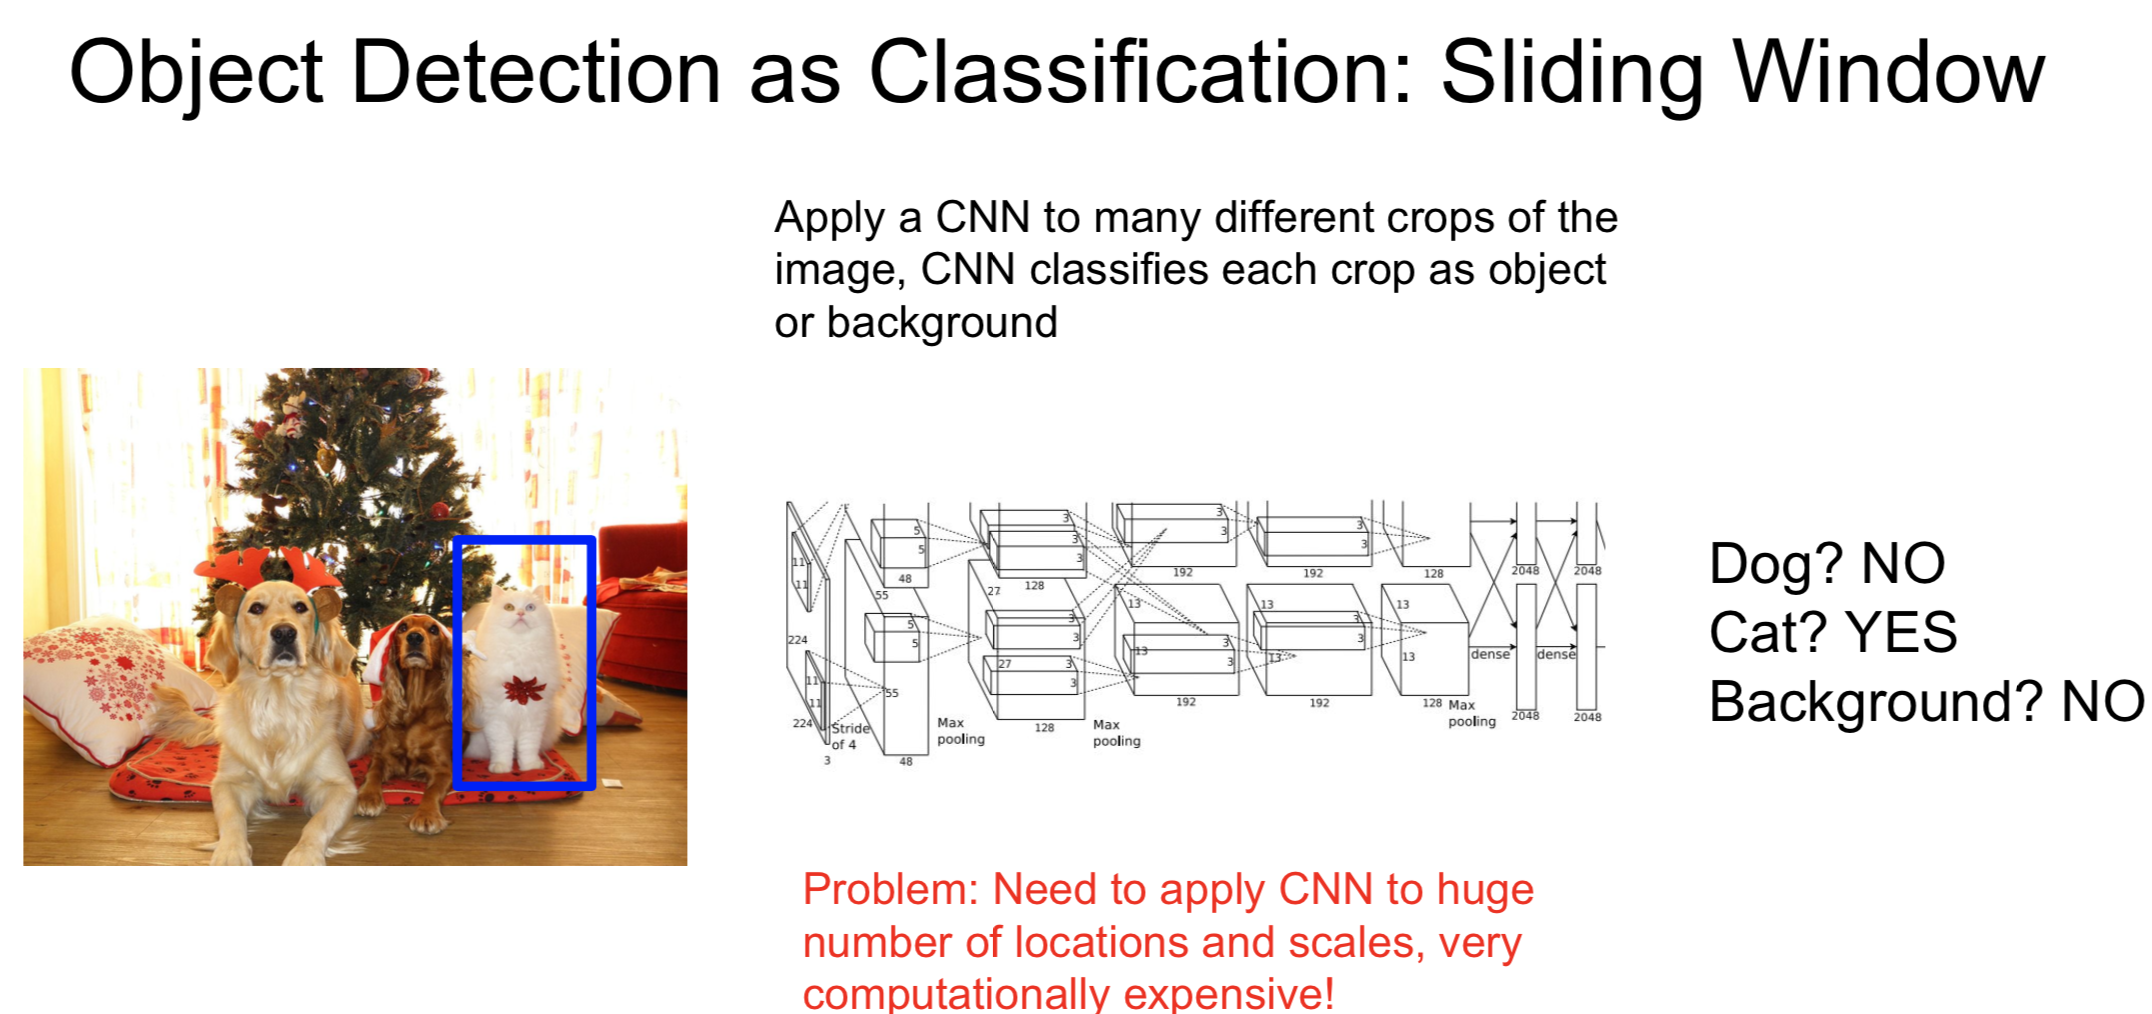 Object Detection as Classification: Sliding Window
Apply a CNN to many different crops of the
image, CNN classifies each crop as object
or background
11
11
5
5
48
3
3
3
128
3
3
192
3
3
192
128
2048
2048
55
27
224
5
5
3
3
13
3
3
13
13
3
3
13
13
13
dense
dense
27
3
3
11
11
55
224
Stride
of 4
3
48
Max
pooling
128
Max
pooling
192
192
128
Max
pooling
2048
2048
Dog? NO
Cat? YES
Background? NO
Problem: Need to apply CNN to huge
number of locations and scales, very
computationally expensive!